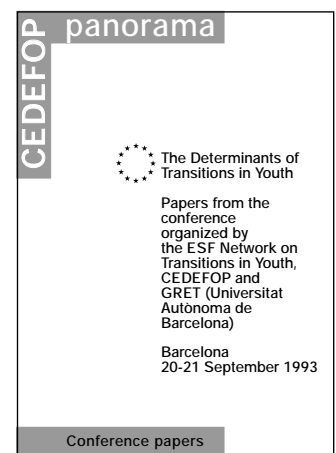 CEDEFOP
panorama
The Determinants of
Transitions in Youth
Papers from the
conference
organized by
the ESF Network on
Transitions in Youth,
CEDEFOP and
GRET (Universitat
Autònoma de
Barcelona)
Barcelona
20-21 September 1993
Conference papers